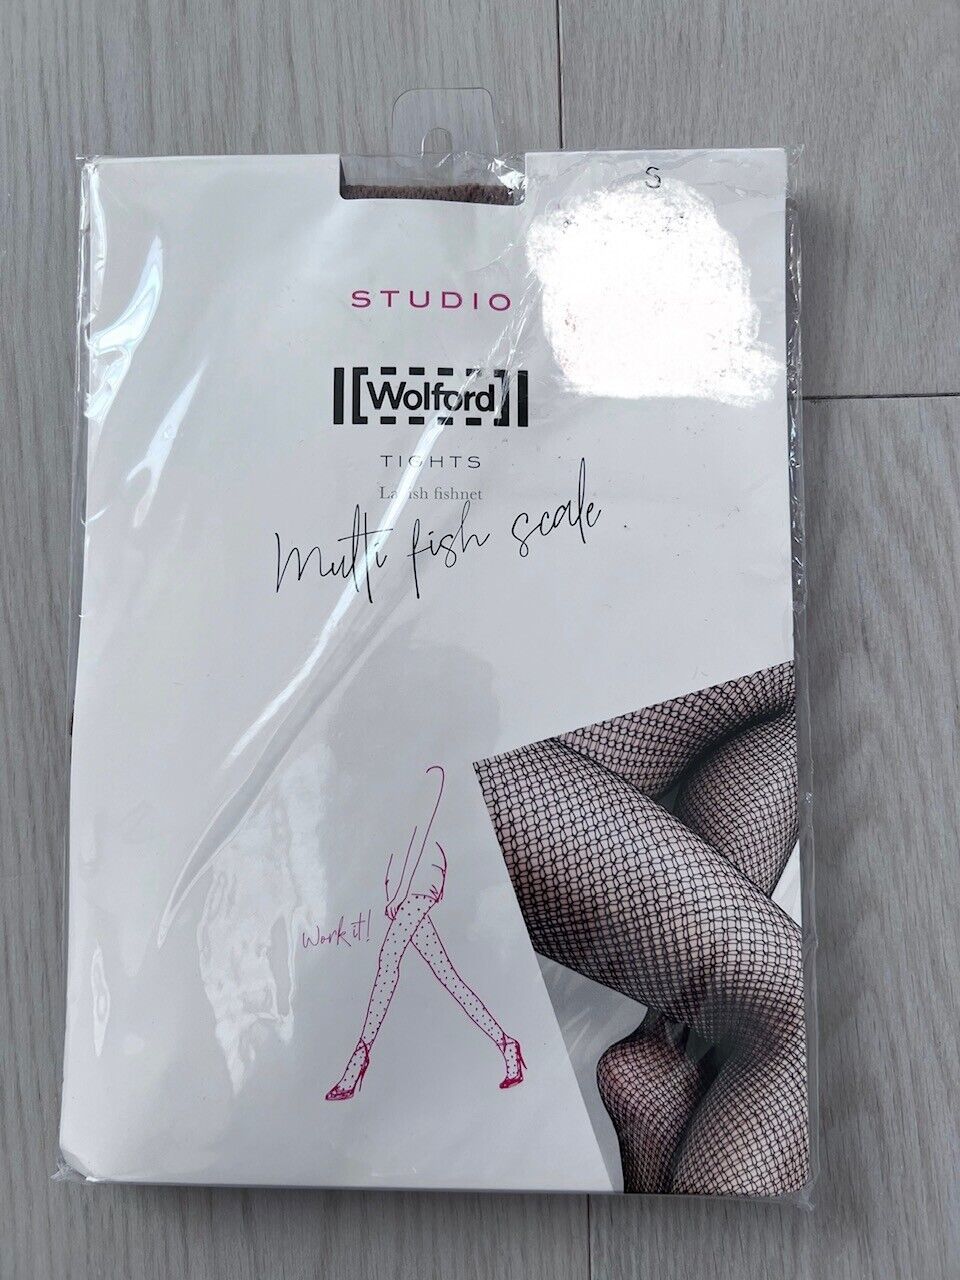 S
STUDIO
Wolford
TIGHTS
Lavish fishnet
Multi fish scale
Work it!